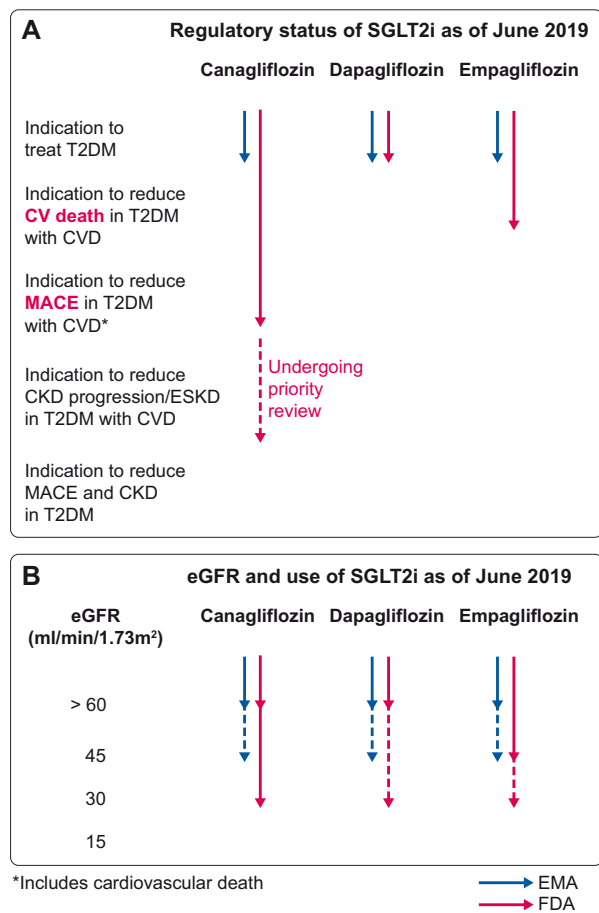 A
Regulatory status of SGLT2i as of June 2019
Canagliflozin Dapagliflozin Empagliflozin
Indication to
treat T2DM
Indication to reduce
CV death in T2DM
with CVD
Indication to reduce
MACE in T2DM
with CVD*
Indication to reduce
CKD progression/ESKD
in T2DM with CVD
Undergoing
priority
review
Indication to reduce
MACE and CKD
in T2DM
B
eGFR and use of SGLT2i as of June 2019
eGFR
(ml/min/1.73m²)
Canagliflozin Dapagliflozin Empagliflozin
> 60
45
30
15
*Includes cardiovascular death
EMA
FDA